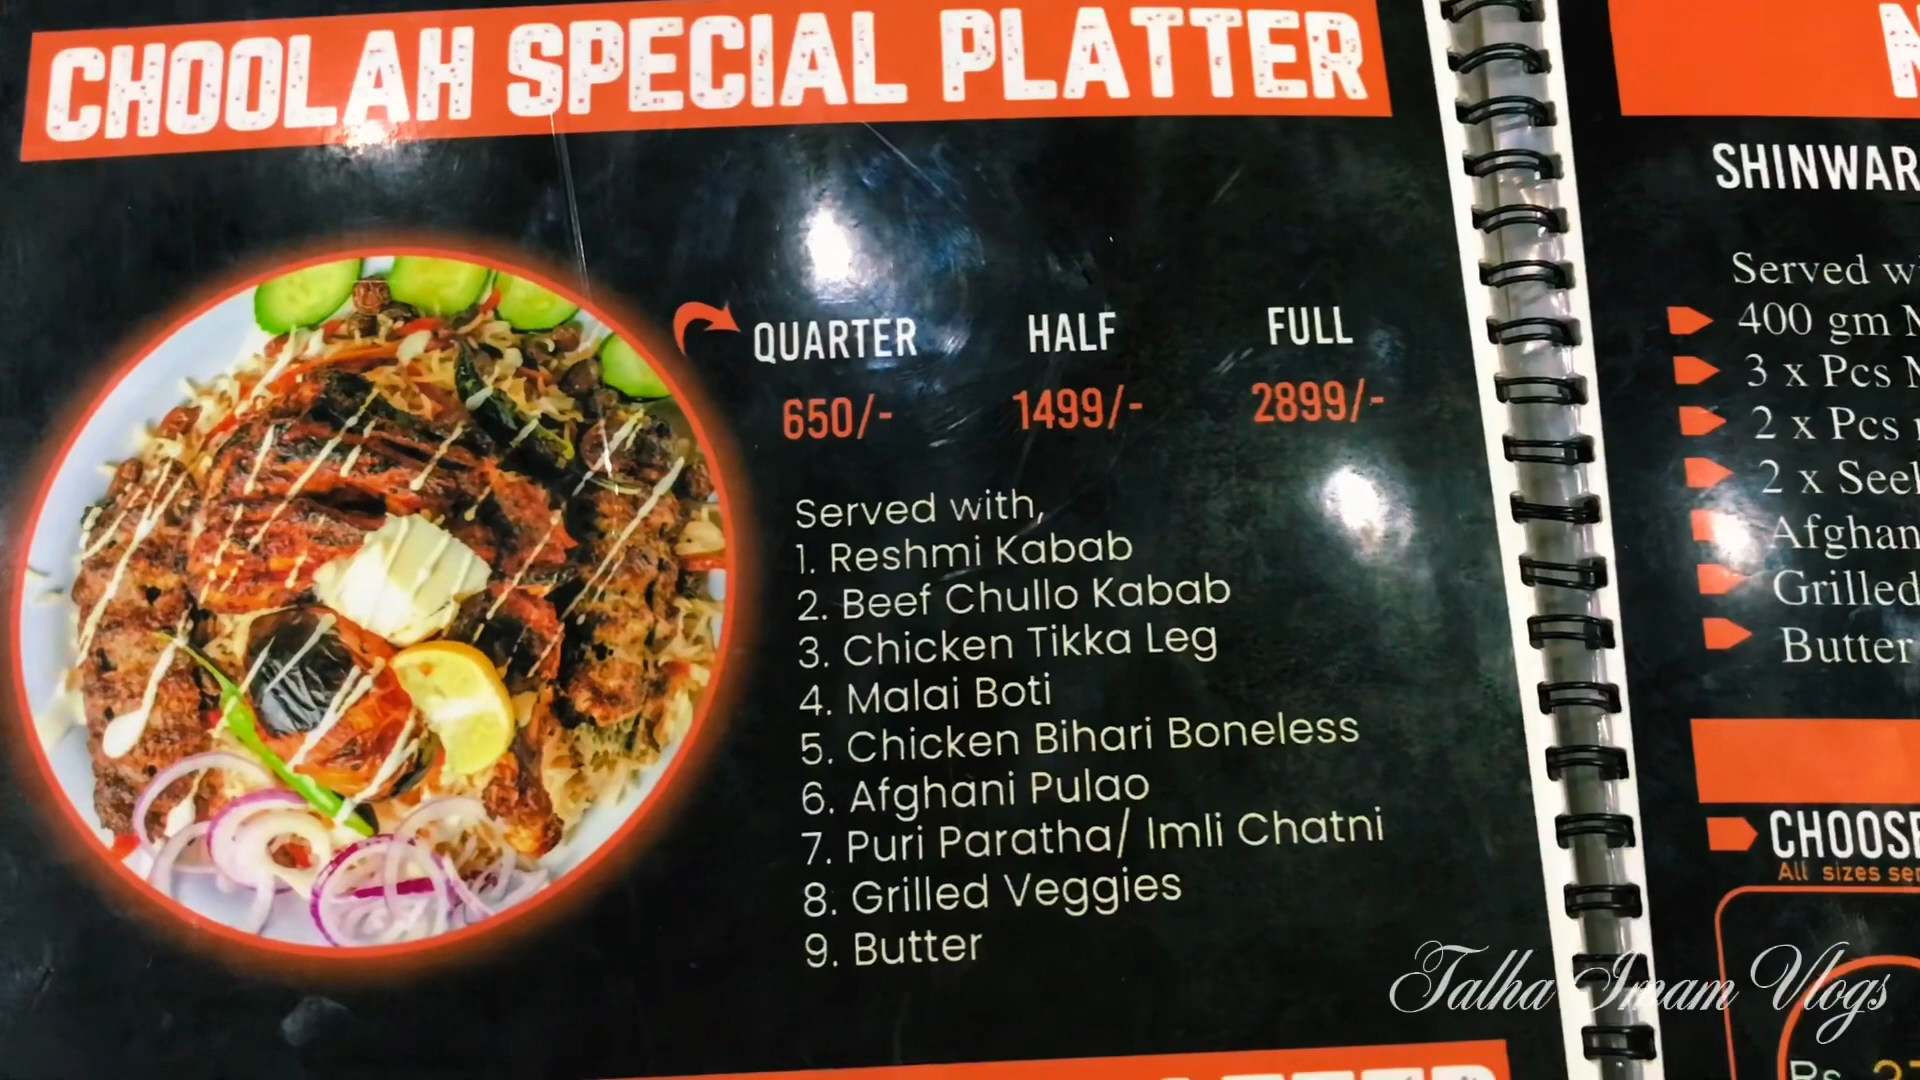 CHOOLAH SPECIAL PLATTER
QUARTER HALF FULL
650/- 1499/- 2899/-
Served with,
1. Reshmi Kabab
2. Beef Chullo Kabab
3. Chicken Tikka Leg
4. Malai Boti
5. Chicken Bihari Boneless
6. Afghani Pulao
7. Puri Paratha/ Imli Chatni
8. Grilled Veggies
9. Butter
SHINWAR
Served
400 gm
3 x Pcs
2 x Pcs
2 x See
Afghan
Grilled
Butter
CHOOSE
All sizes
Rs.
Talha Imam Vlogs